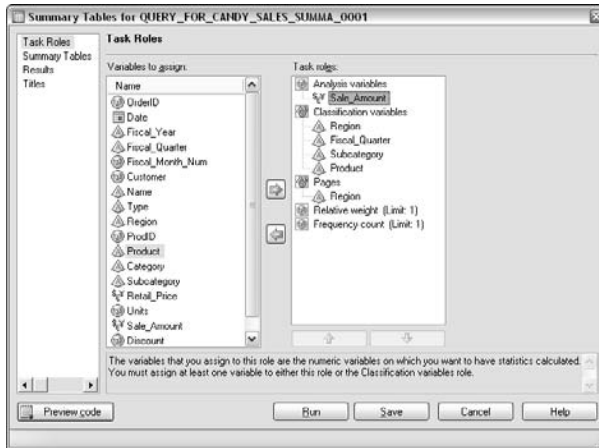 Summary Tables for QUERY_FOR_CANDY_SALES_SUMMA_0001
Task Roles
Summary Tables
Results
Titles
Task Roles
Variables to assign:
Name
OrderID
Date
Fiscal_Year
Fiscal_Quarter
Fiscal_Month_Num
Customer
Name
Type
Region
ProdID
Product
Category
Subcategory
Retail_Price
Units
Sale_Amount
Discount
Task roles:
Analysis variables
Sale_Amount
Classification variables
Region
Fiscal_Quarter
Subcategory
Product
Pages
Region
Relative weight (Limit: 1)
Frequency count (Limit: 1)
The variables that you assign to this role are the numeric variables on which you want to have statistics calculated.
You must assign at least one variable to either this role or the Classification variables role.
Preview code
Run
Save
Cancel
Help